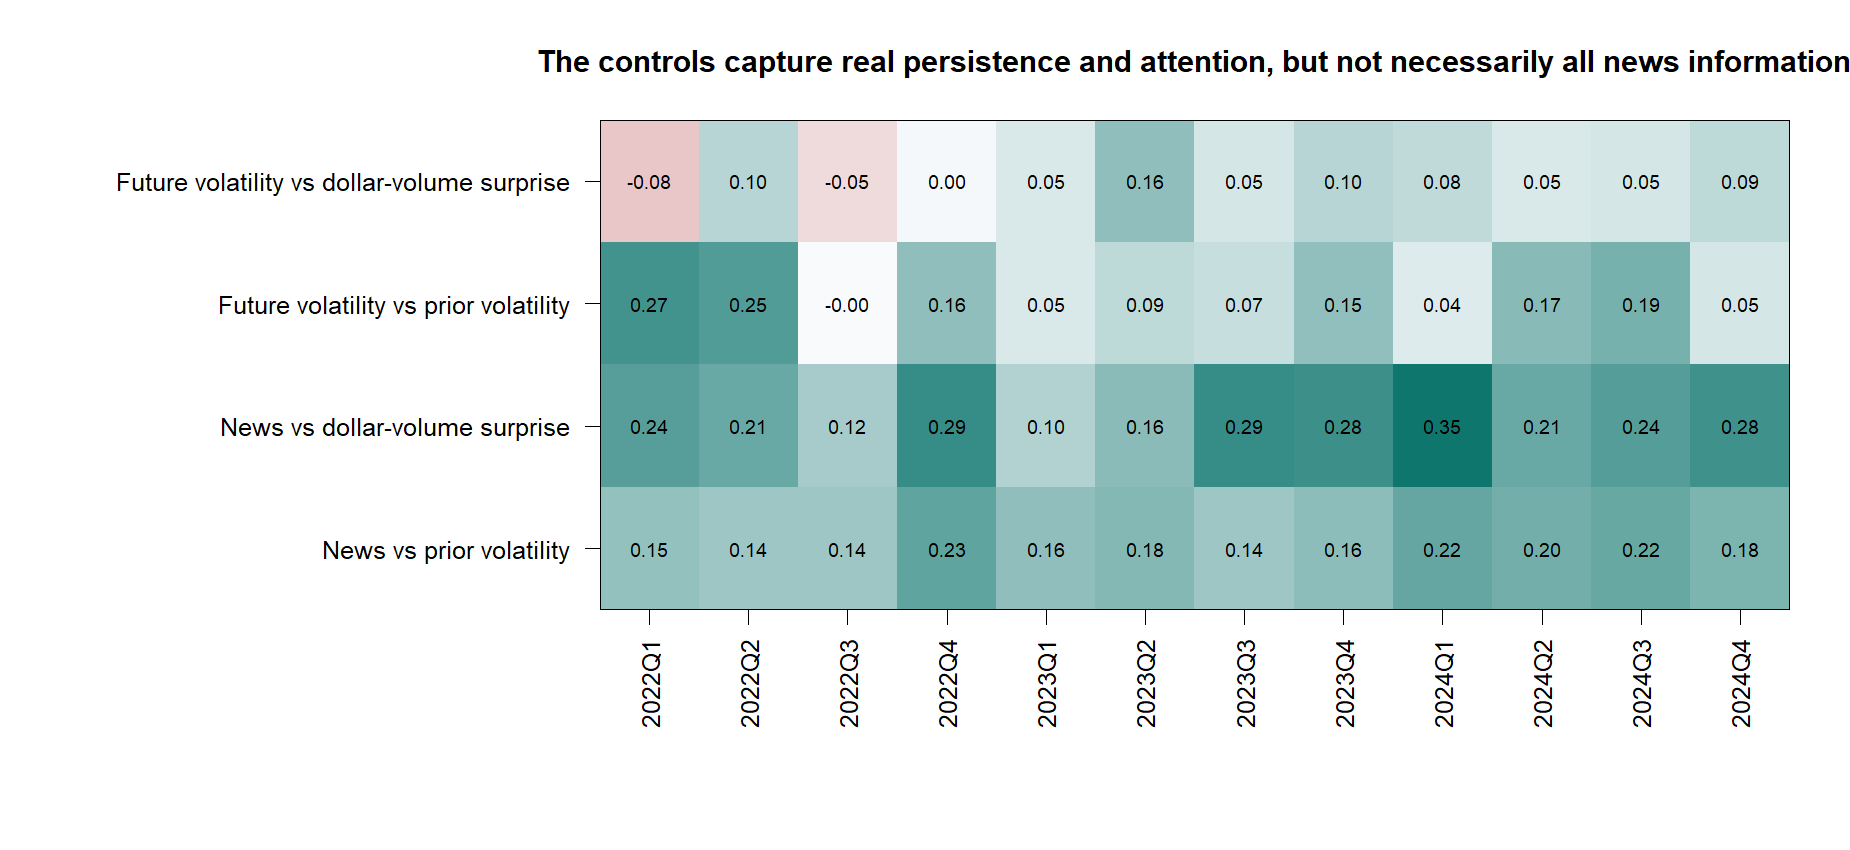 The controls capture real persistence and attention, but not necessarily all news information
Future volatility vs dollar-volume surprise -0.08 0.10 -0.05 0.00 0.05 0.16 0.05 0.10 0.08 0.05 0.05 0.09
Future volatility vs prior volatility 0.27 0.25 -0.00 0.16 0.05 0.09 0.07 0.15 0.04 0.17 0.19 0.05
News vs dollar-volume surprise 0.24 0.21 0.12 0.29 0.10 0.16 0.29 0.28 0.35 0.21 0.24 0.28
News vs prior volatility 0.15 0.14 0.14 0.23 0.16 0.18 0.14 0.16 0.22 0.20 0.22 0.18
2022Q1 2022Q2 2022Q3 2022Q4 2023Q1 2023Q2 2023Q3 2023Q4 2024Q1 2024Q2 2024Q3 2024Q4